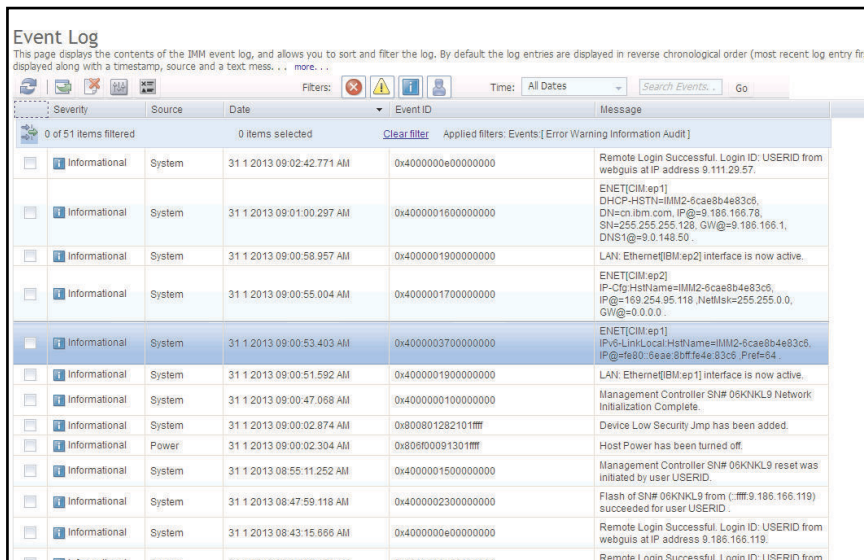 Event Log
This page displays the contents of the IMM event log, and allows you to sort and filter the log. By default the log entries are displayed in reverse chronological order (most recent log entry fir
displayed along with a timestamp, source and a text mess. . . more. . .
Filters: Time: All Dates Search Events. . Go
Severity Source Date Event ID Message
0 of 51 items filtered 0 items selected Clear filter Applied filters: Events:[ Error Warning Information Audit ]
Informational System 31 1 2013 09:02:42.771 AM 0x4000000e00000000 Remote Login Successful. Login ID: USERID from
webguis at IP address 9.111.29.57.
ENET[CIM:ep1]
DHCP-HSTN=IMM2-6cae8b4e83c6,
Informational System 31 1 2013 09:01:00.297 AM 0x4000001600000000 DN=cn.ibm.com, IP@=9.186.166.78,
SN=255.255.255.128, GW@=9.186.166.1,
DNS1@=9.0.148.50 .
Informational System 31 1 2013 09:00:58.957 AM 0x4000001900000000 LAN: Ethernet[IBM:ep2] interface is now active.
ENET[CIM:ep2]
Informational System 31 1 2013 09:00:55.004 AM 0x4000001700000000 IP-Cfg:HstName=IMM2-6cae8b4e83c6,
IP@=169.254.95.118 ,NetMsk=255.255.0.0,
GW@=0.0.0.0 .
ENET[CIM:ep1]
Informational System 31 1 2013 09:00:53.403 AM 0x4000003700000000 IPv6-LinkLocal:HstName=IMM2-6cae8b4e83c6,
IP@=fe80::6eae:8bff:fe4e:83c6 ,Pref=64 .
Informational System 31 1 2013 09:00:51.592 AM 0x4000001900000000 LAN: Ethernet[IBM:ep1] interface is now active.
Informational System 31 1 2013 09:00:47.068 AM 0x4000000100000000 Management Controller SN# 06KNKL9 Network
Initialization Complete.
Informational System 31 1 2013 09:00:02.874 AM 0x800801282101ffff Device Low Security Jmp has been added.
Informational Power 31 1 2013 09:00:02.304 AM 0x806f00091301ffff Host Power has been turned off.
Informational System 31 1 2013 08:55:11.252 AM 0x4000001500000000 Management Controller SN# 06KNKL9 reset was
initiated by user USERID.
Informational System 31 1 2013 08:47:59.118 AM 0x4000002300000000 Flash of SN# 06KNKL9 from (::ffff:9.186.166.119)
succeeded for user USERID .
Informational System 31 1 2013 08:43:15.666 AM 0x4000000e00000000 Remote Login Successful. Login ID: USERID from
webguis at IP address 9.186.166.119.
Remote Login Successful. Login ID: USERID from